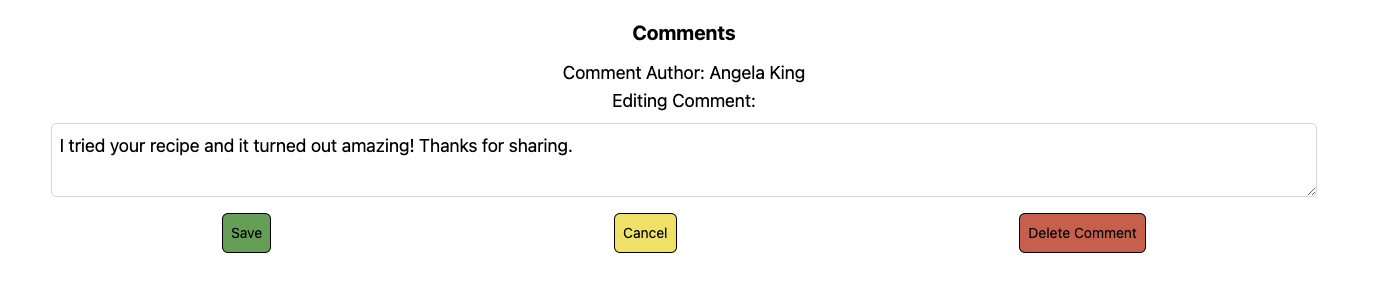 Comments
Comment Author: Angela King
Editing Comment:
I tried your recipe and it turned out amazing! Thanks for sharing.
Save
Cancel
Delete Comment